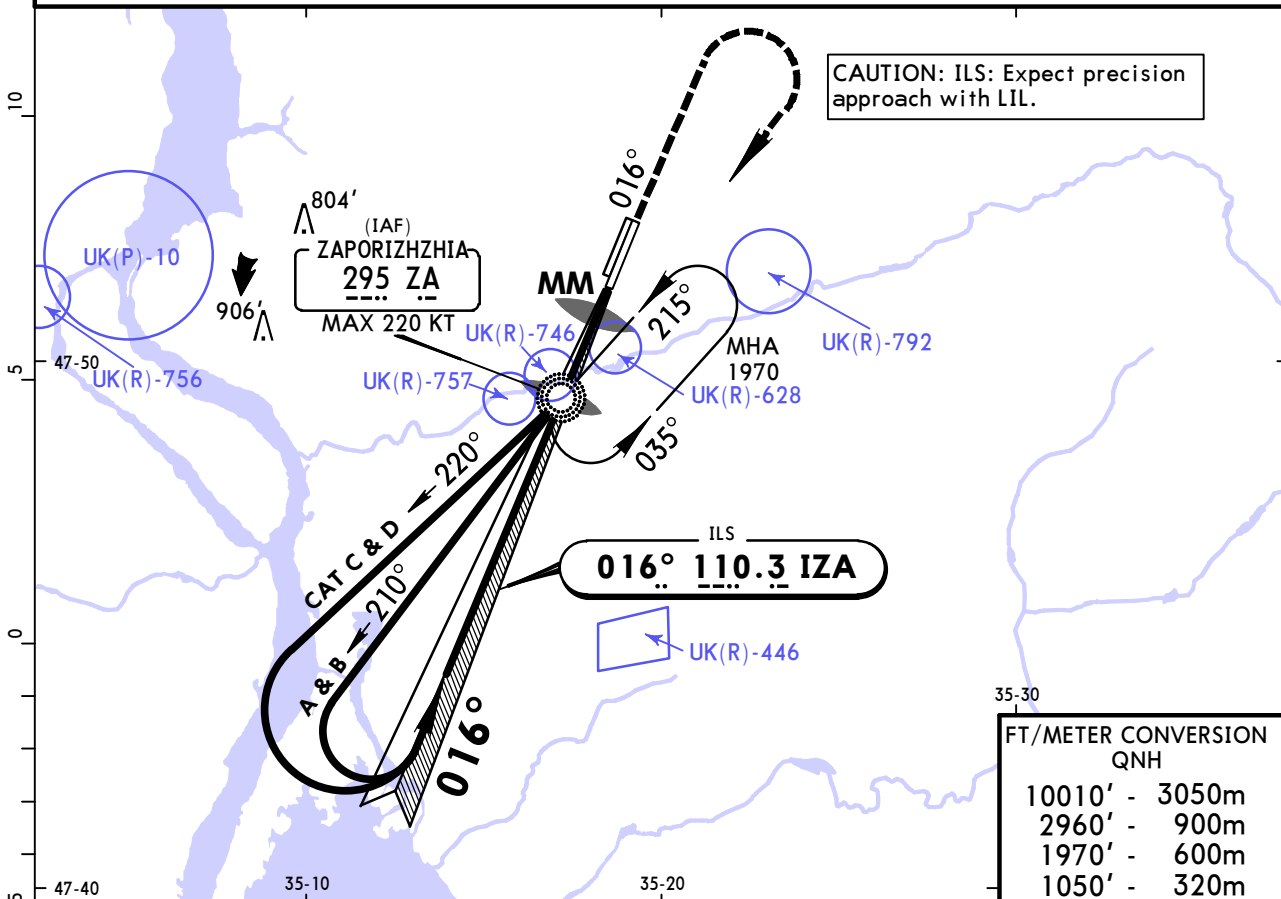 CAUTION: ILS: Expect precision
approach with LIL.
10
016°
804'
(IAF)
ZAPORIZHZHIA
295 ZA
MAX 220 KT
UK(P)-10
906'
MM
215°
UK(R)-792
UK(R)-746
MHA
1970
5
47-50
UK(R)-756
UK(R)-757
UK(R)-628
035°
220°
CAT C & D
ILS
016° 110.3 IZA
210°
A & B
0
UK(R)-446
016°
35-30
FT/METER CONVERSION
QNH
10010' - 3050m
2960' - 900m
1970' - 600m
1050' - 320m
5
47-40
35-10
35-20